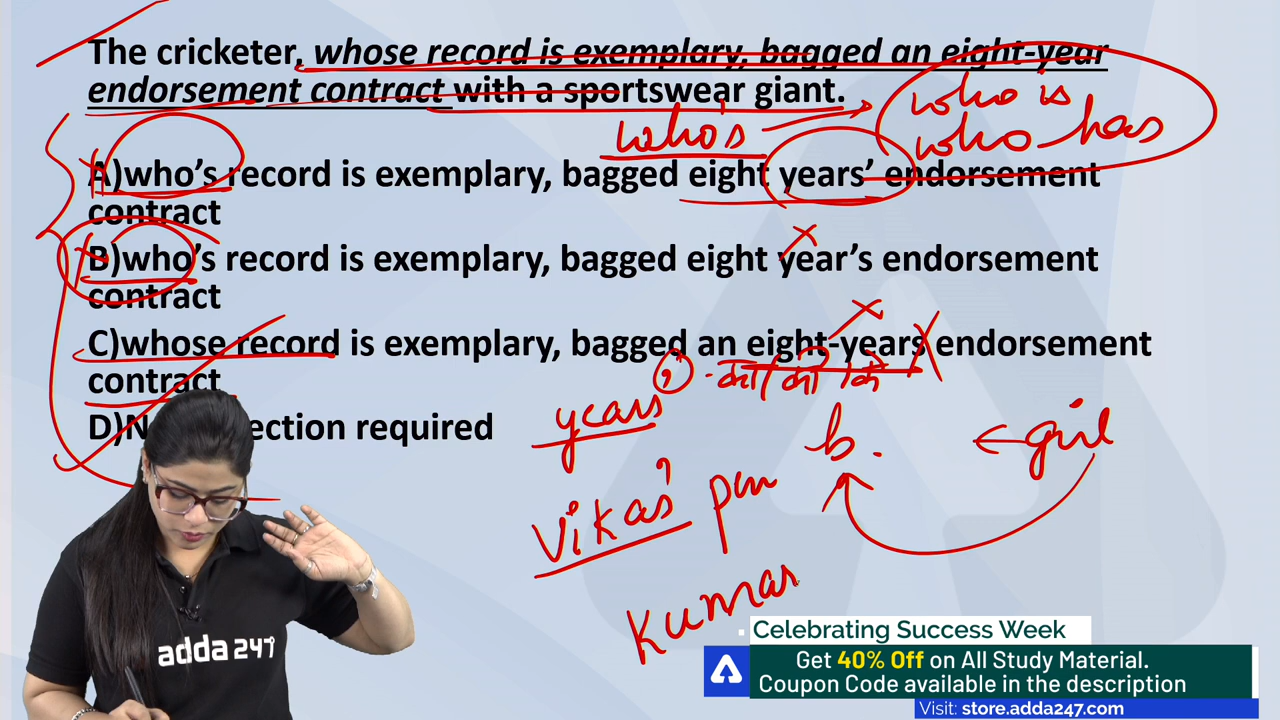 The cricketer, whose record is exemplary, bagged an eight-year
endorsement contract with a sportswear giant.
who is
who's
who has
A)who's record is exemplary, bagged eight years' endorsement
contract
B)who's record is exemplary, bagged eight year's endorsement
contract
C)whose record is exemplary, bagged an eight-years endorsement
contract
years'
D)N ection required
b.
girl
Vikas' pen
Kumar
adda 247
Celebrating Success Week
Get 40% Off on All Study Material.
Coupon Code available in the description
Visit: store.adda247.com